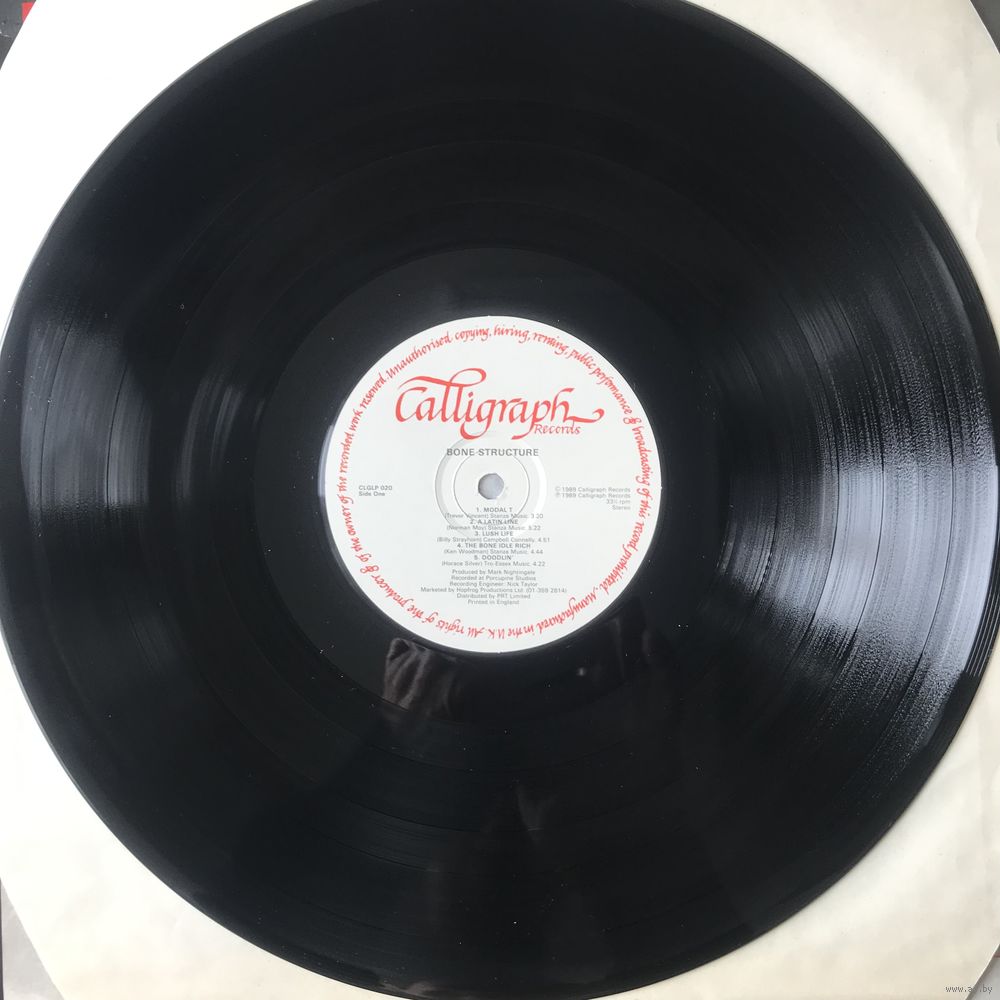 Calligraph
Records
BONE STRUCTURE
CLGLP 020
Side One
© 1989 Calligraph Records
℗ 1989 Calligraph Records
33⅓ rpm
Stereo
1. MODAL T
(Trevor Vincent) Stanza Music. 3.20
2. A LATIN LINE
(Norman Moy) Stanza Music. 5.22
3. LUSH LIFE
(Billy Strayhorn) Campbell Connelly. 4.51
4. THE BONE IDLE RICH
(Ken Woodman) Stanza Music. 4.44
5. DOODLIN'
(Horace Silver) Tro Essex Music. 4.22
Produced by Mark Nightingale
Recorded at Porcupine Studios
Recording Engineer: Nick Taylor
Marketed by Hopfrog Productions Ltd. (01-359 2814)
Distributed by PRT Limited
Printed in England
All rights of the producer & of the owner of the recorded work reserved. Unauthorised copying, hiring, renting, public performance & broadcasting of this record prohibited. Manufactured in the U.K.